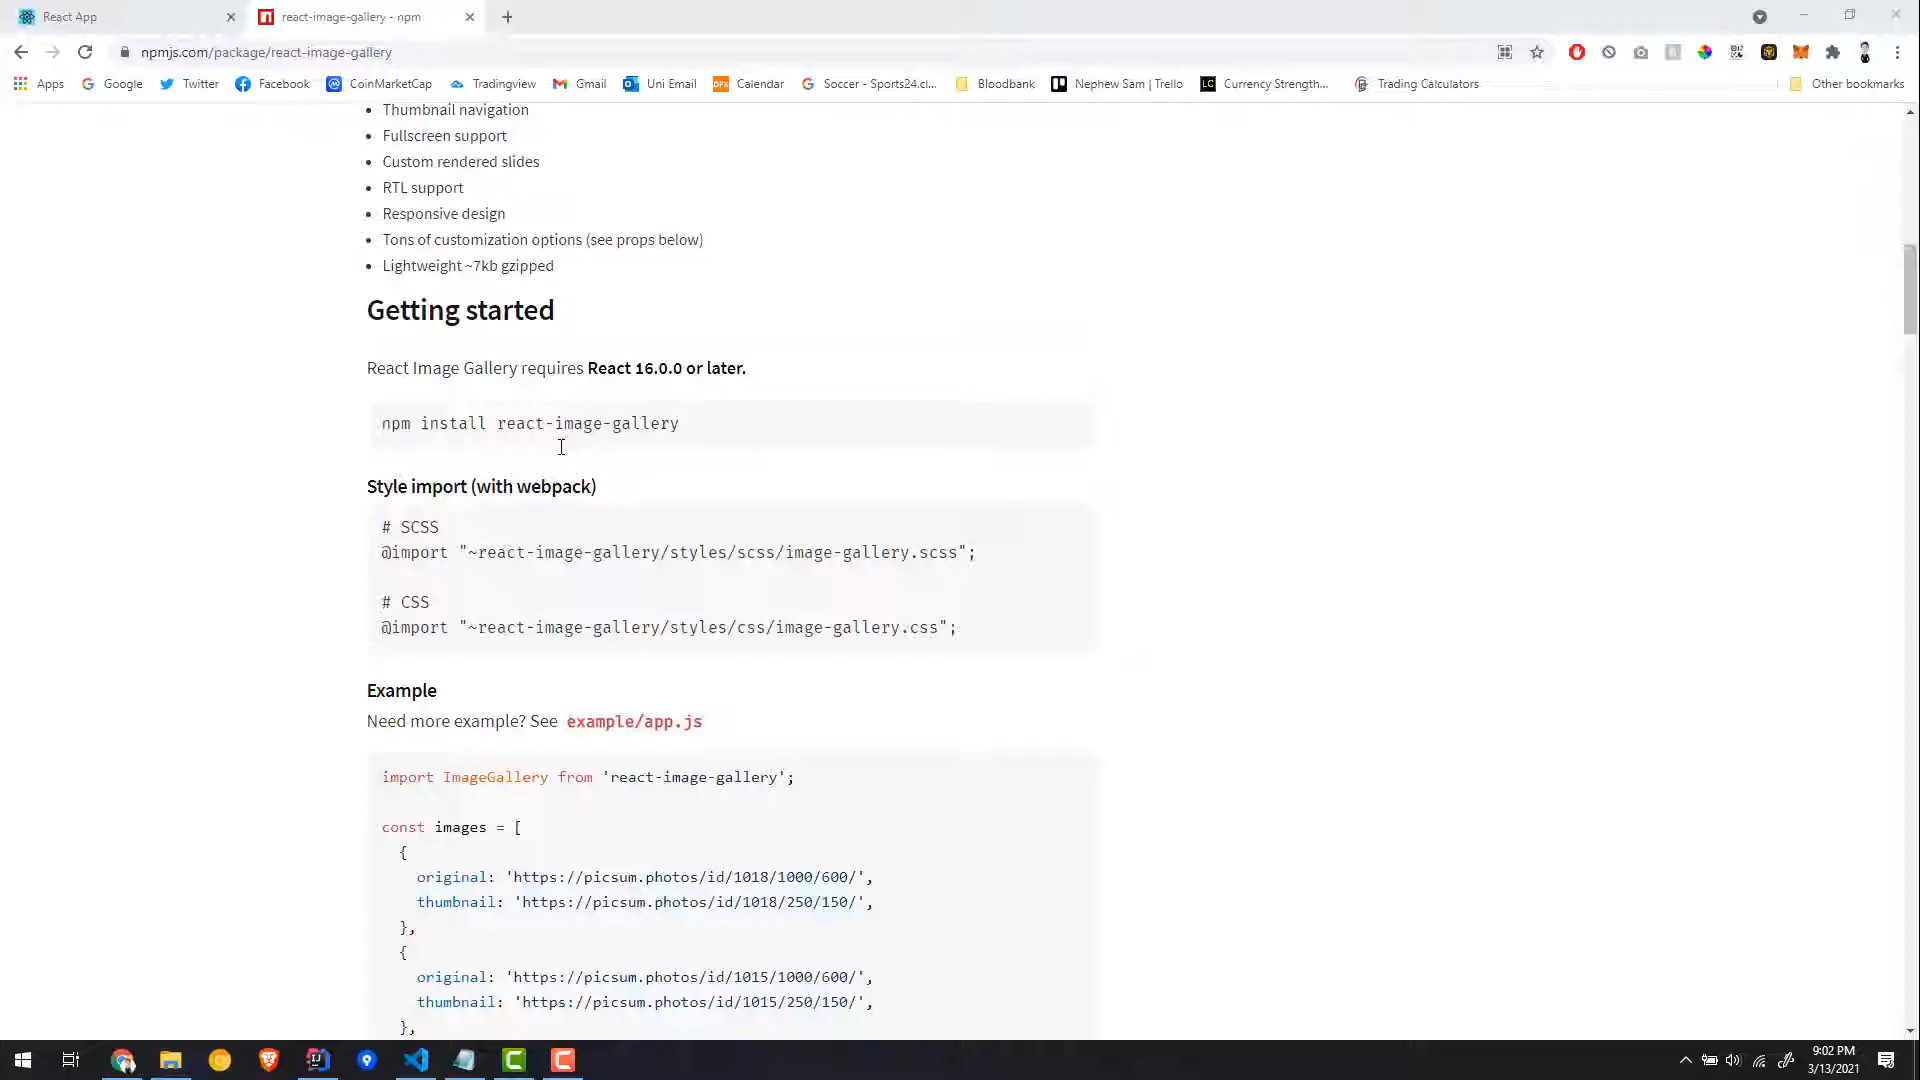 React App
react-image-gallery - npm
npmjs.com/package/react-image-gallery
Apps
Google
Twitter
Facebook
CoinMarketCap
Tradingview
Gmail
Uni Email
Calendar
Soccer - Sports24.cl...
Bloodbank
Nephew Sam | Trello
Currency Strength...
Trading Calculators
Other bookmarks
• Thumbnail navigation
• Fullscreen support
• Custom rendered slides
• RTL support
• Responsive design
• Tons of customization options (see props below)
• Lightweight ~7kb gzipped
Getting started
React Image Gallery requires React 16.0.0 or later.
npm install react-image-gallery
Style import (with webpack)
# SCSS
@import "~react-image-gallery/styles/scss/image-gallery.scss";
# CSS
@import "~react-image-gallery/styles/css/image-gallery.css";
Example
Need more example? See example/app.js
import ImageGallery from 'react-image-gallery';
const images = [
{
original: 'https://picsum.photos/id/1018/1000/600/',
thumbnail: 'https://picsum.photos/id/1018/250/150/',
},
{
original: 'https://picsum.photos/id/1015/1000/600/',
thumbnail: 'https://picsum.photos/id/1015/250/150/',
},
9:02 PM
3/13/2021